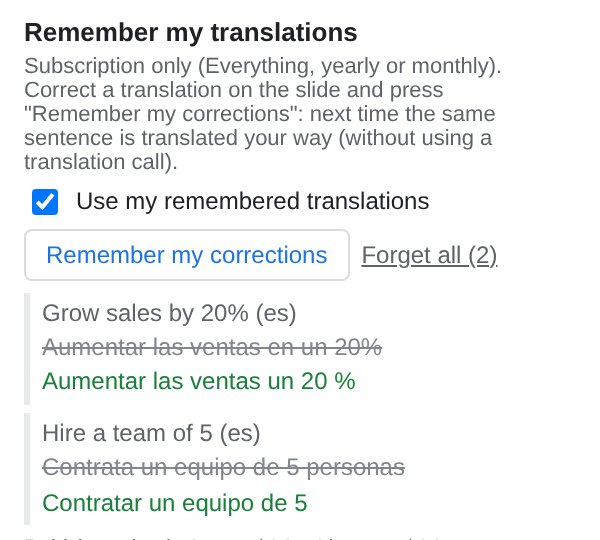 Remember my translations
Subscription only (Everything, yearly or monthly).
Correct a translation on the slide and press
"Remember my corrections": next time the same
sentence is translated your way (without using a
translation call).
Use my remembered translations
Remember my corrections Forget all (2)
Grow sales by 20% (es)
Aumentar las ventas en un 20%
Aumentar las ventas un 20 %
Hire a team of 5 (es)
Contrata un equipo de 5 personas
Contratar un equipo de 5